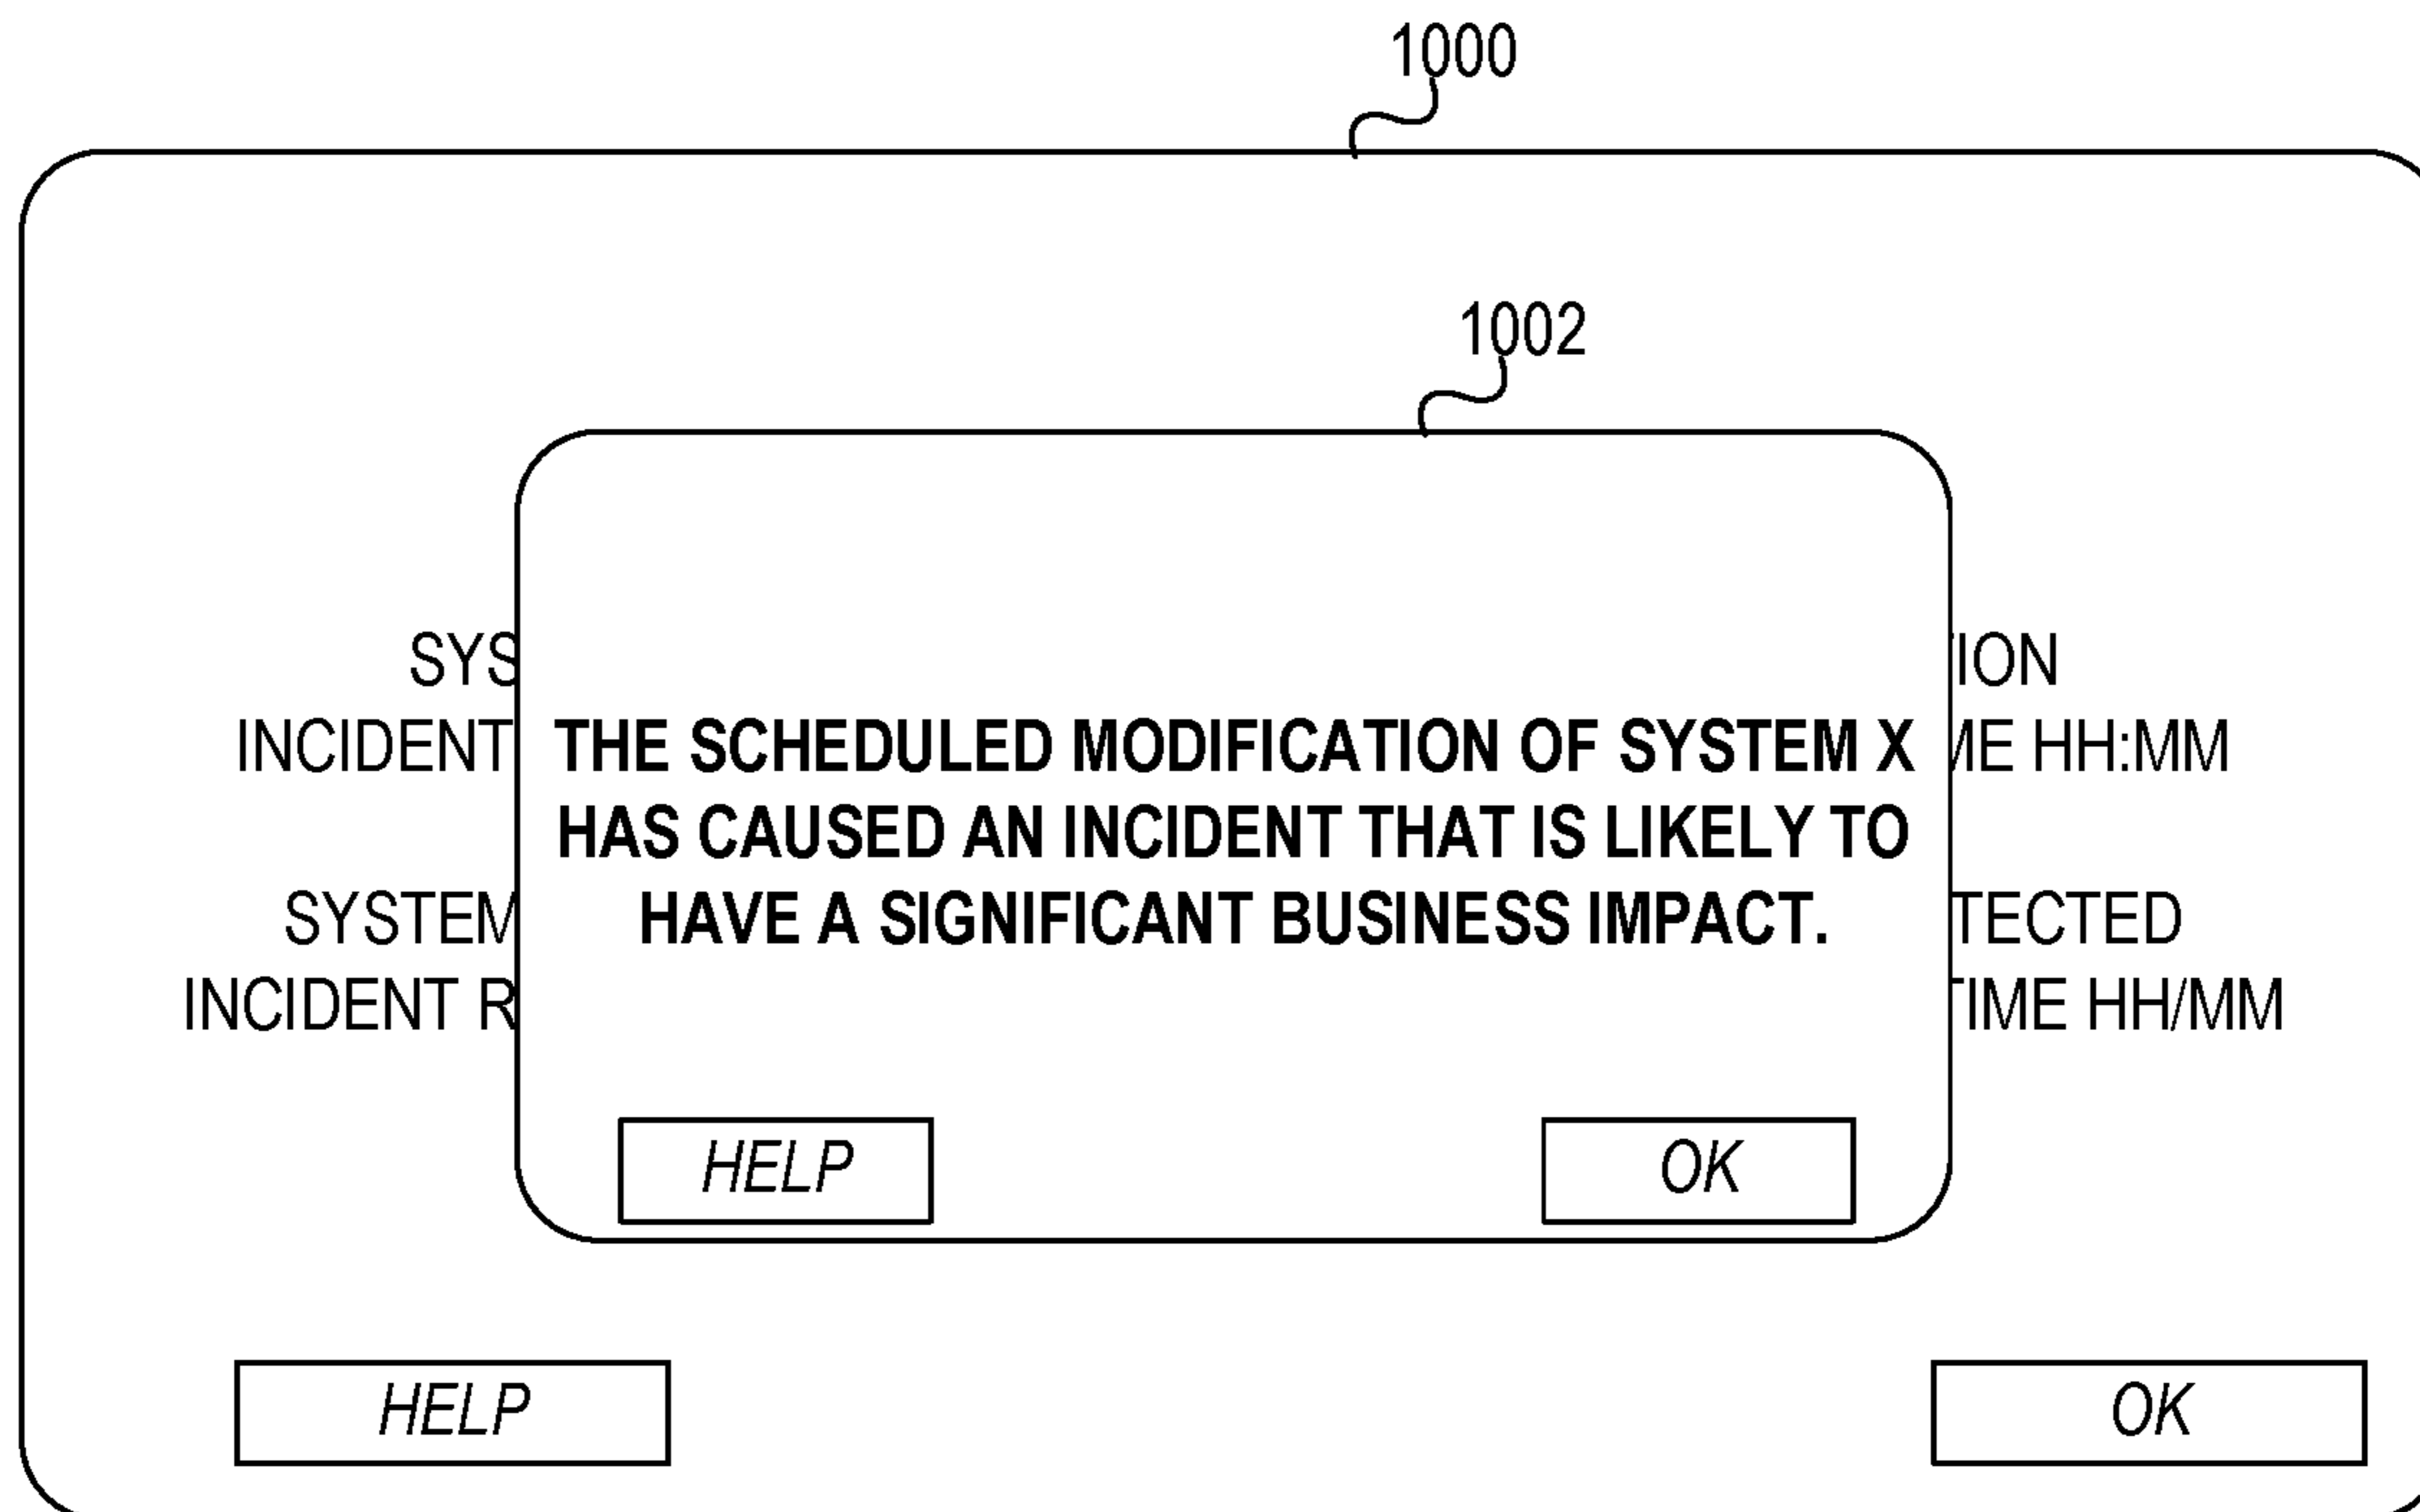 1000
1002
SYS ION
INCIDENT THE SCHEDULED MODIFICATION OF SYSTEM X ME HH:MM
HAS CAUSED AN INCIDENT THAT IS LIKELY TO
SYSTEM HAVE A SIGNIFICANT BUSINESS IMPACT. TECTED
INCIDENT R TIME HH/MM
HELP OK
HELP OK